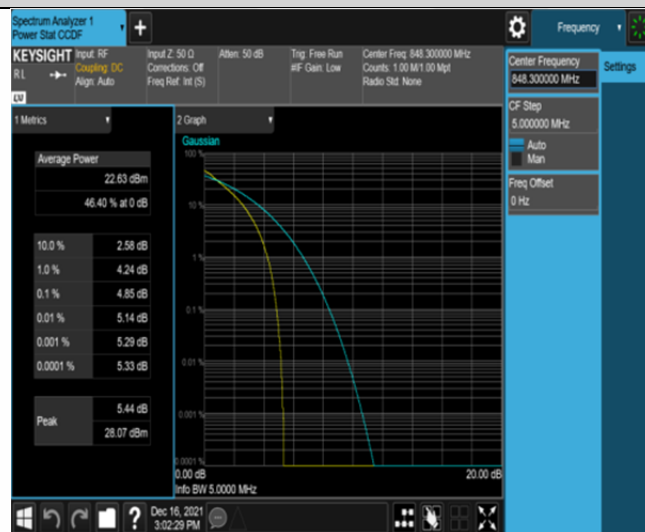 Spectrum Analyzer 1
Power Stat CCDF
Frequency
KEYSIGHT
Input: RF
Coupling: DC
Align: Auto
R L
LXI
Input Z: 50 Ω
Corrections: Off
Freq Ref: Int (S)
Atten: 50 dB
Trig: Free Run
#IF Gain: Low
Center Freq: 848.300000 MHz
Counts: 1.00 M/1.00 Mpt
Radio Std: None
Center Frequency
848.300000 MHz
Settings
CF Step
5.000000 MHz
Auto
Man
Freq Offset
0 Hz
1 Metrics
Average Power
22.63 dBm
46.40 % at 0 dB
10.0 % 2.58 dB
1.0 % 4.24 dB
0.1 % 4.85 dB
0.01 % 5.14 dB
0.001 % 5.29 dB
0.0001 % 5.33 dB
Peak
5.44 dB
28.07 dBm
2 Graph
Gaussian
100 %
10 %
1 %
0.1 %
0.01 %
0.001 %
0.0001 %
0.00 dB 20.00 dB
Info BW 5.0000 MHz
Dec 16, 2021
3:02:29 PM